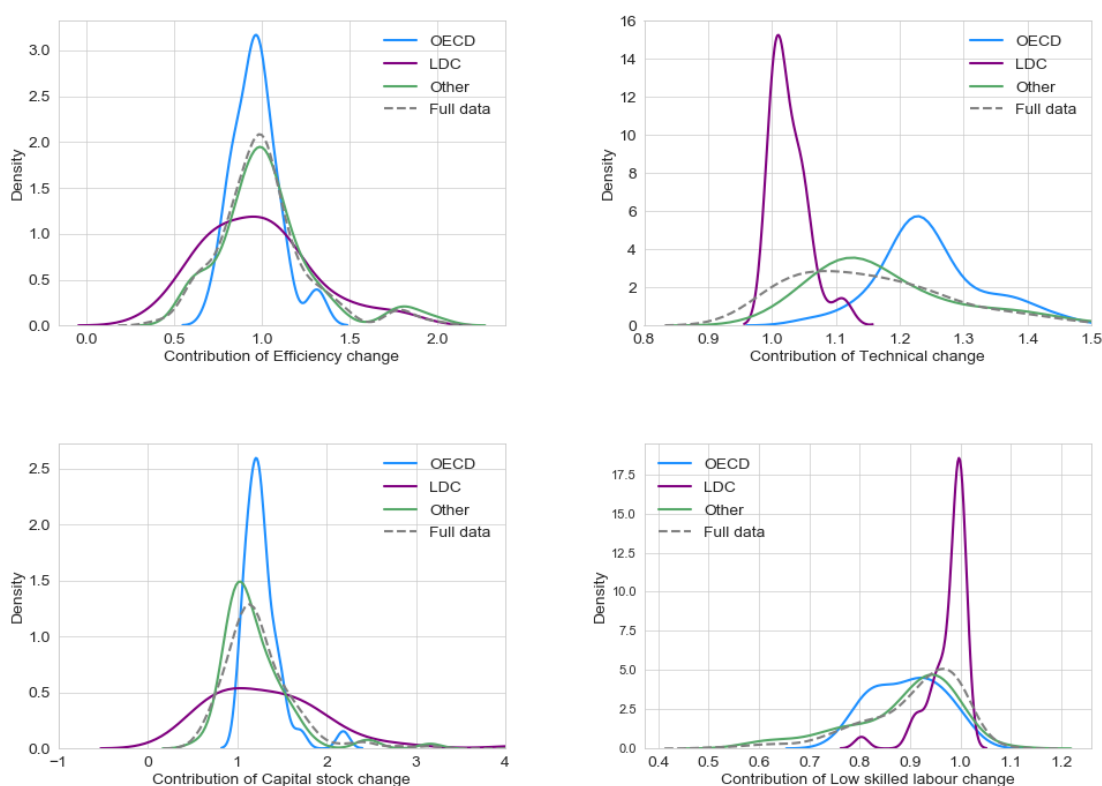 3.0
2.5
2.0
1.5
1.0
0.5
0.0
Density
OECD
LDC
Other
Full data
0.0 0.5 1.0 1.5 2.0
Contribution of Efficiency change
16
14
12
10
8
6
4
2
0
Density
OECD
LDC
Other
Full data
0.8 0.9 1.0 1.1 1.2 1.3 1.4 1.5
Contribution of Technical change
2.5
2.0
1.5
1.0
0.5
0.0
Density
OECD
LDC
Other
Full data
−1 0 1 2 3 4
Contribution of Capital stock change
17.5
15.0
12.5
10.0
7.5
5.0
2.5
0.0
Density
OECD
LDC
Other
Full data
0.4 0.5 0.6 0.7 0.8 0.9 1.0 1.1 1.2
Contribution of Low skilled labour change